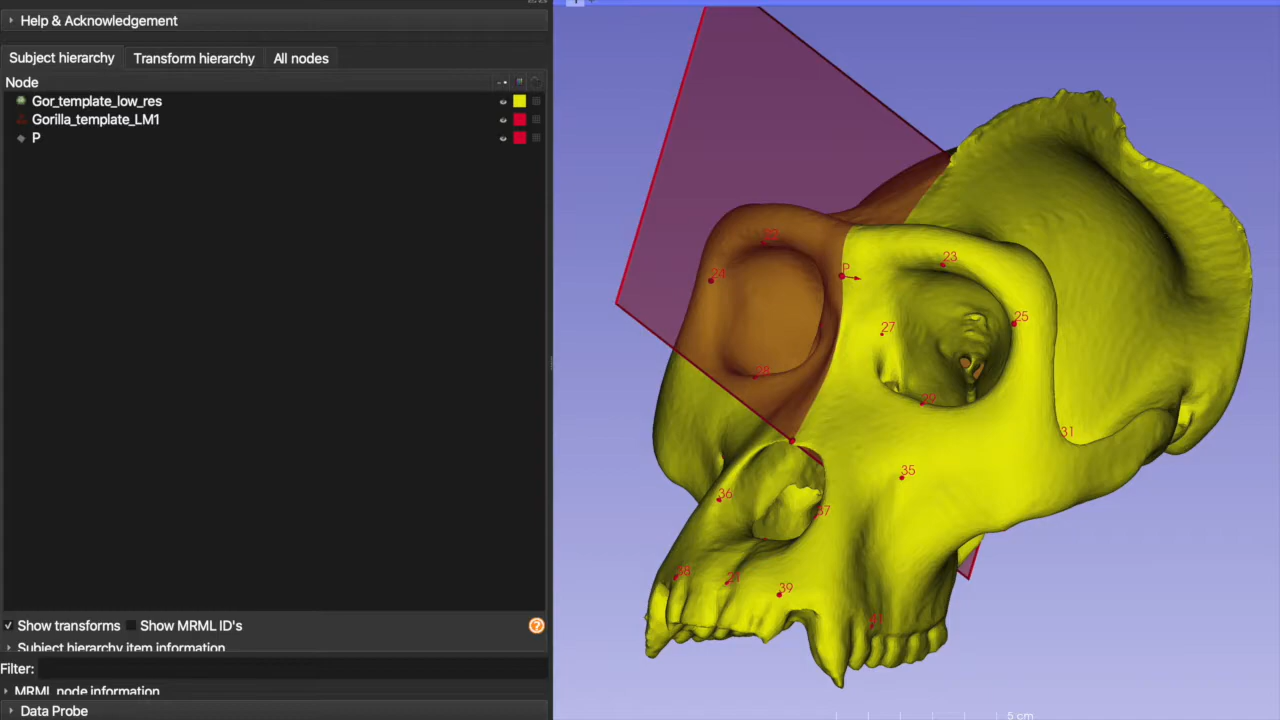 Help & Acknowledgement
Subject hierarchy
Transform hierarchy
All nodes
Node
Gor_template_low_res
Gorilla_template_LM1
P
Show transforms
Show MRML ID's
Subject hierarchy item information
Filter:
MRML node information
Data Probe
23
24
P
25
27
28
29
31
35
36
37
38
39
5 cm